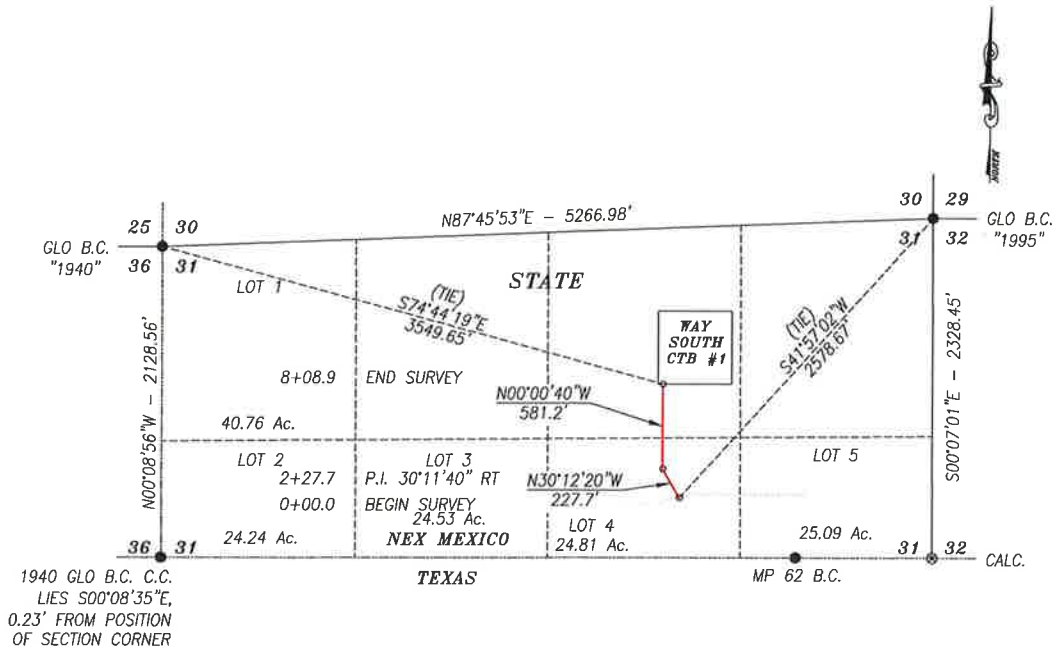 NORTH
25 30
GLO B.C.
"1940"
36 31
N87°45'53"E - 5266.98'
30 29
GLO B.C.
"1995"
31 32
LOT 1
STATE
(TIE)
S74°44'19"E
3549.65'
WAY
SOUTH
CTB #1
(TIE)
S41°57'02"W
2578.67'
N00°08'56"W - 2128.56'
S00°07'01"E - 2328.45'
8+08.9 END SURVEY
N00°00'40"W
581.2'
40.76 Ac.
LOT 2
LOT 3
LOT 5
2+27.7 P.I. 30°11'40" RT
N30°12'20"W
227.7'
0+00.0 BEGIN SURVEY
24.53 Ac.
LOT 4
24.24 Ac.
NEX MEXICO
24.81 Ac.
25.09 Ac.
36 31
31 32
CALC.
TEXAS
MP 62 B.C.
1940 GLO B.C. C.C.
LIES S00°08'35"E,
0.23' FROM POSITION
OF SECTION CORNER